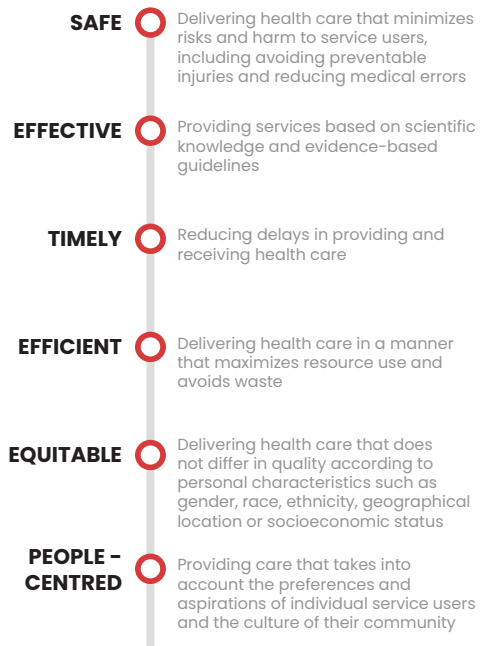 SAFE
Delivering health care that minimizes
risks and harm to service users,
including avoiding preventable
injuries and reducing medical errors
EFFECTIVE
Providing services based on scientific
knowledge and evidence-based
guidelines
TIMELY
Reducing delays in providing and
receiving health care
EFFICIENT
Delivering health care in a manner
that maximizes resource use and
avoids waste
EQUITABLE
Delivering health care that does
not differ in quality according to
personal characteristics such as
gender, race, ethnicity, geographical
location or socioeconomic status
PEOPLE -
CENTRED
Providing care that takes into
account the preferences and
aspirations of individual service users
and the culture of their community